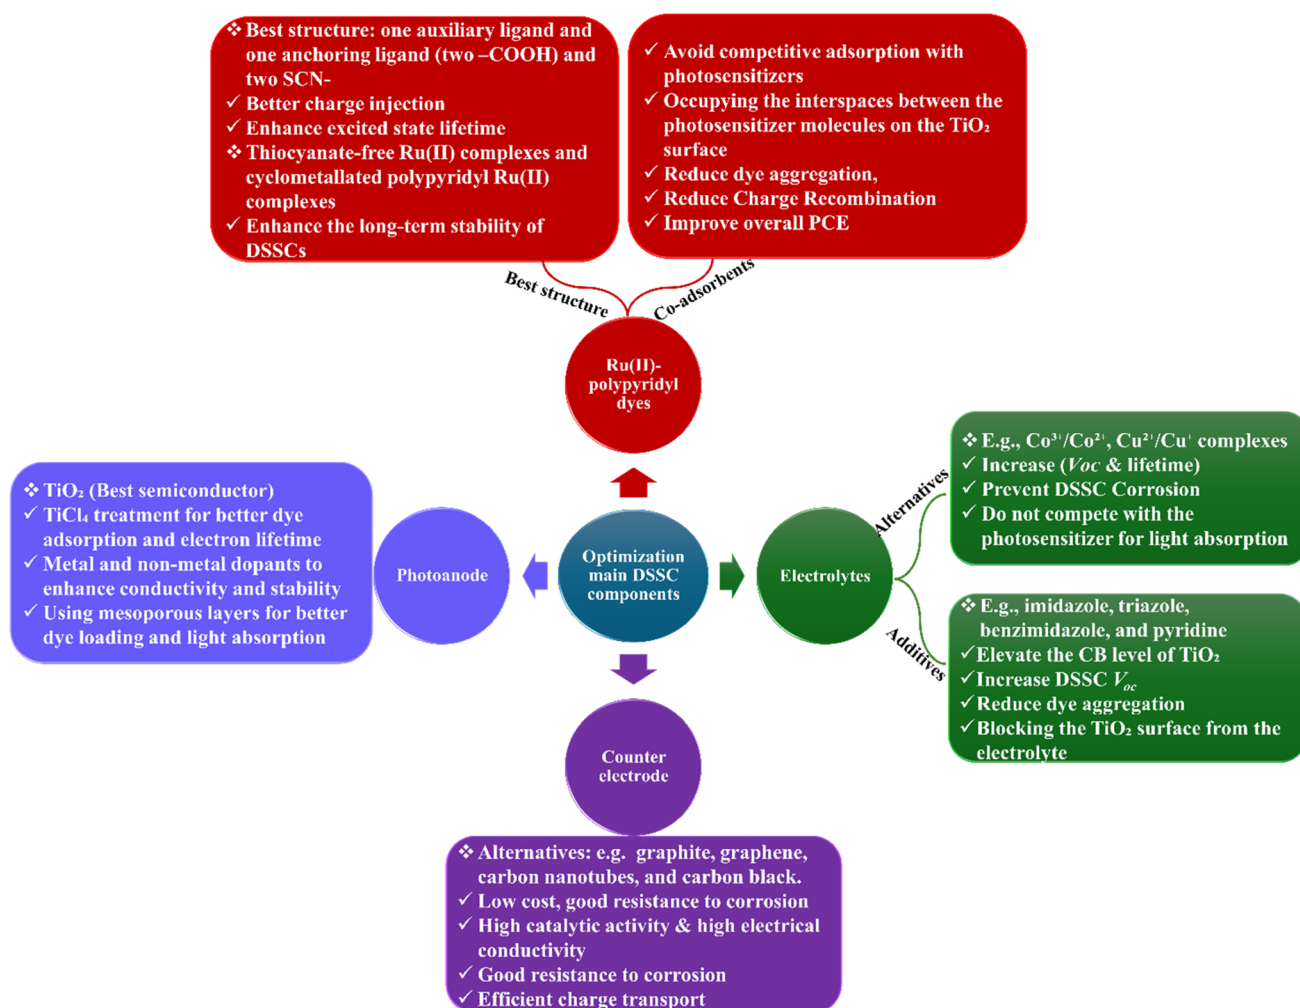 ❖ Best structure: one auxiliary ligand and
one anchoring ligand (two –COOH) and
two SCN-
✓ Better charge injection
✓ Enhance excited state lifetime
❖ Thiocyanate-free Ru(II) complexes and
cyclometallated polypyridyl Ru(II)
complexes
✓ Enhance the long-term stability of
DSSCs
✓ Avoid competitive adsorption with
photosensitizers
✓ Occupying the interspaces between the
photosensitizer molecules on the TiO₂
surface
✓ Reduce dye aggregation,
✓ Reduce Charge Recombination
✓ Improve overall PCE
Best structure
Co-adsorbents
Ru(II)-
polypyridyl
dyes
❖ TiO₂ (Best semiconductor)
✓ TiCl₄ treatment for better dye
adsorption and electron lifetime
✓ Metal and non-metal dopants to
enhance conductivity and stability
✓ Using mesoporous layers for better
dye loading and light absorption
Photoanode
Optimization
main DSSC
components
Electrolytes
Alternatives
❖ E.g., Co³⁺/Co²⁺, Cu²⁺/Cu⁺ complexes
✓ Increase (Voc & lifetime)
✓ Prevent DSSC Corrosion
✓ Do not compete with the
photosensitizer for light absorption
Additives
❖ E.g., imidazole, triazole,
benzimidazole, and pyridine
✓ Elevate the CB level of TiO₂
✓ Increase DSSC Voc
✓ Reduce dye aggregation
✓ Blocking the TiO₂ surface from the
electrolyte
Counter
electrode
❖ Alternatives: e.g. graphite, graphene,
carbon nanotubes, and carbon black.
✓ Low cost, good resistance to corrosion
✓ High catalytic activity & high electrical
conductivity
✓ Good resistance to corrosion
✓ Efficient charge transport